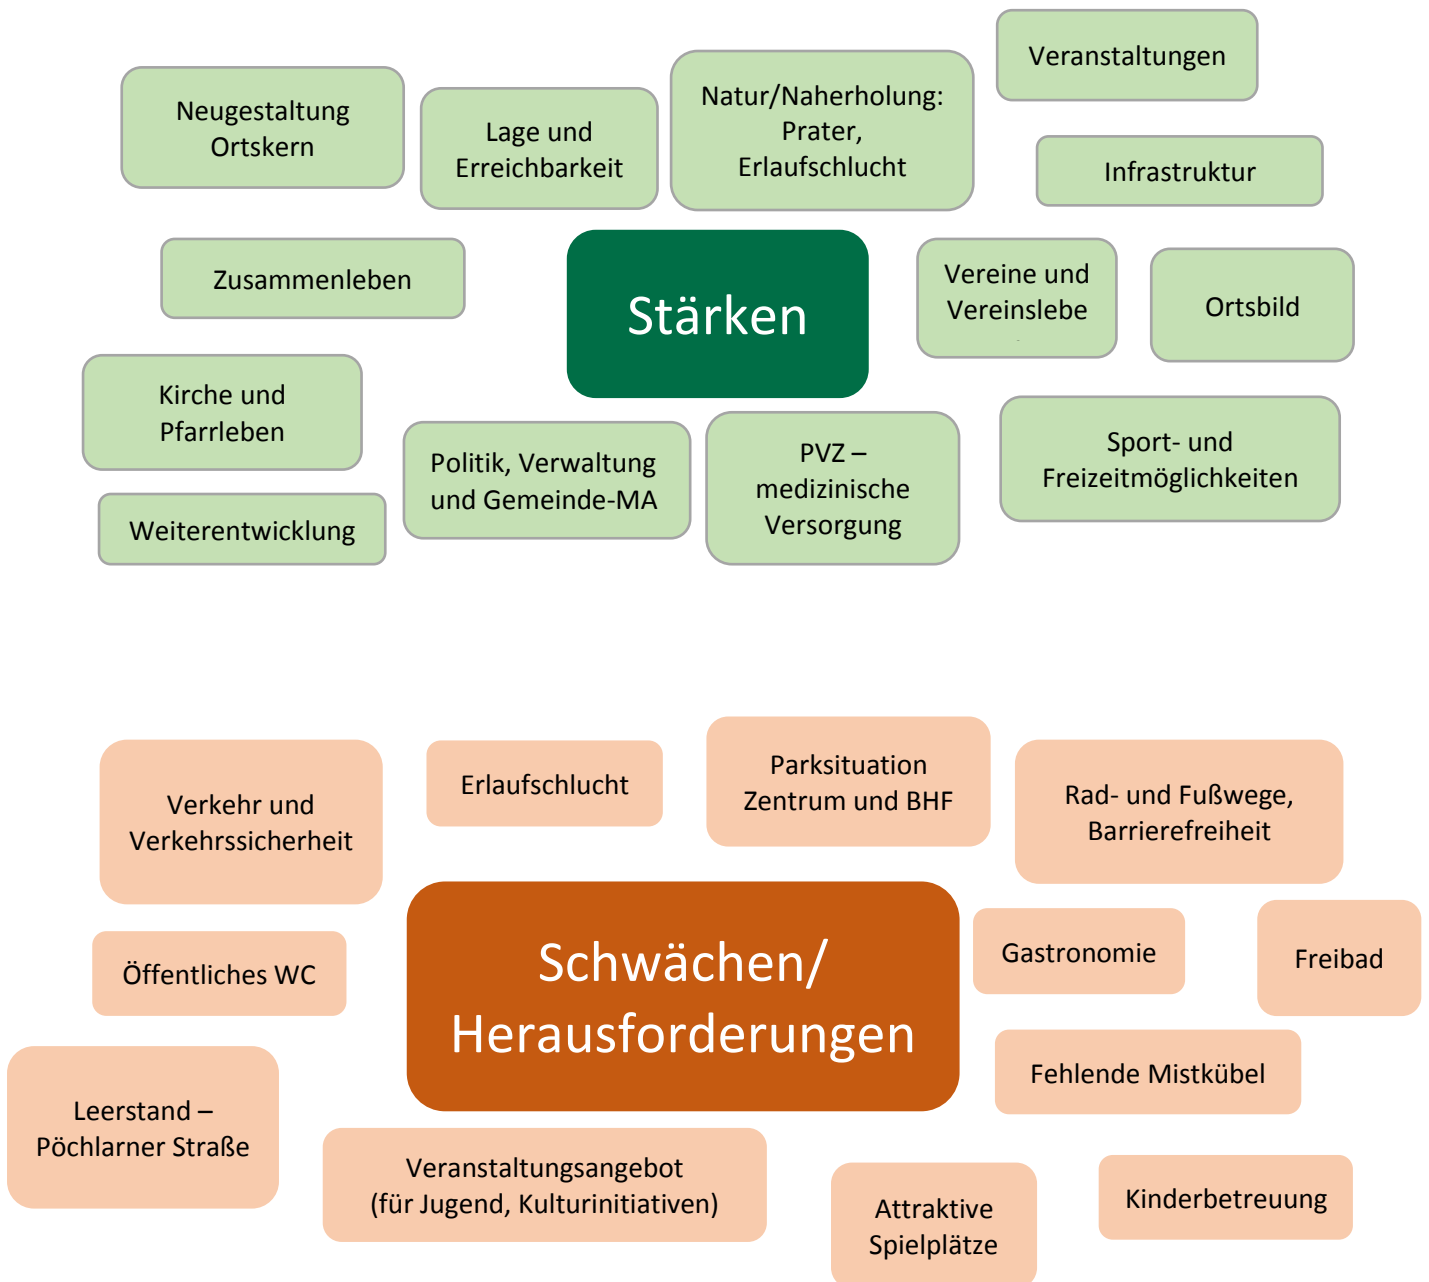 Veranstaltungen
Neugestaltung
Ortskern
Lage und
Erreichbarkeit
Natur/Naherholung:
Prater,
Erlaufschlucht
Infrastruktur
Zusammenleben
Stärken
Vereine und
Vereinslebe
Ortsbild
Kirche und
Pfarrleben
Politik, Verwaltung
und Gemeinde-MA
PVZ –
medizinische
Versorgung
Sport- und
Freizeitmöglichkeiten
Weiterentwicklung
Verkehr und
Verkehrssicherheit
Erlaufschlucht
Parksituation
Zentrum und BHF
Rad- und Fußwege,
Barrierefreiheit
Öffentliches WC
Schwächen/
Herausforderungen
Gastronomie
Freibad
Fehlende Mistkübel
Leerstand –
Pöchlarner Straße
Veranstaltungsangebot
(für Jugend, Kulturinitiativen)
Attraktive
Spielplätze
Kinderbetreuung